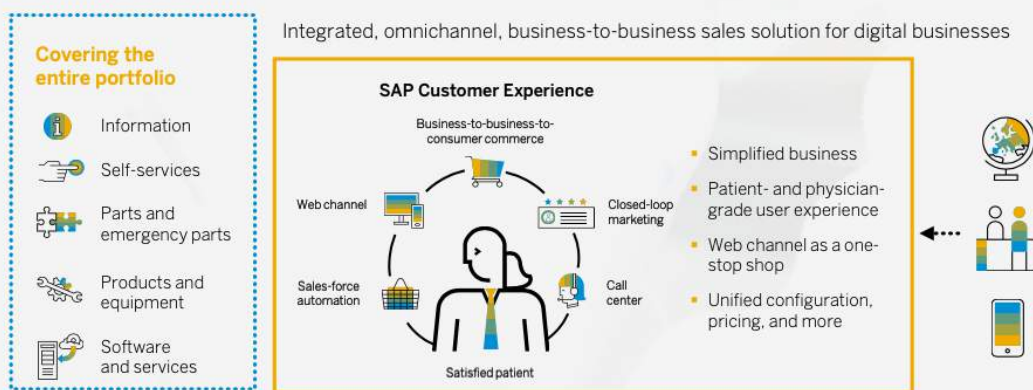 Integrated, omnichannel, business-to-business sales solution for digital businesses
Covering the
entire portfolio
Information
Self-services
Parts and
emergency parts
Products and
equipment
Software
and services
SAP Customer Experience
Business-to-business-to-
consumer commerce
Web channel
Closed-loop
marketing
Sales-force
automation
Call
center
Satisfied patient
▪ Simplified business
▪ Patient- and physician-
grade user experience
▪ Web channel as a one-
stop shop
▪ Unified configuration,
pricing, and more